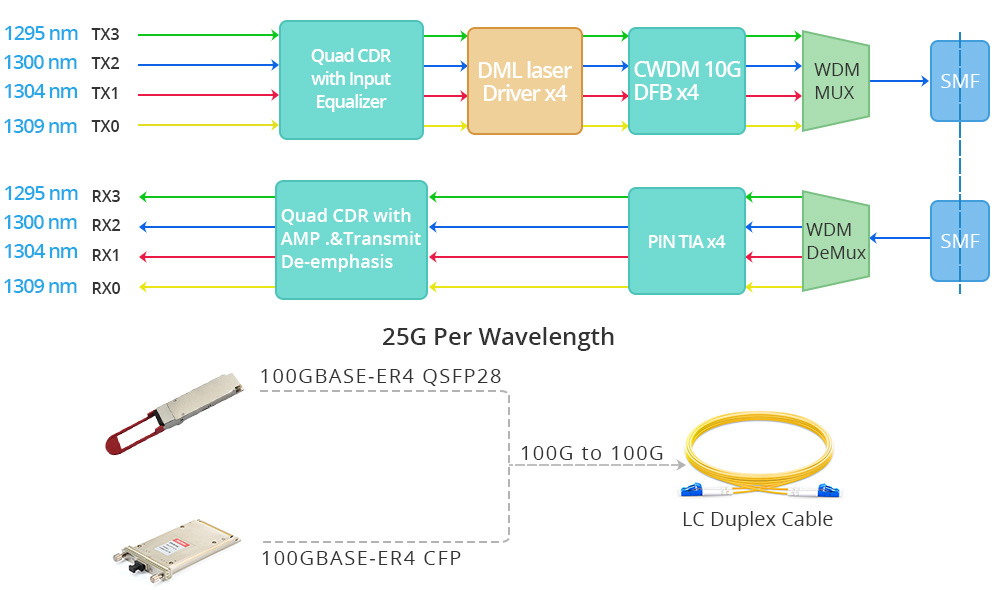 1295 nm TX3
1300 nm TX2
1304 nm TX1
1309 nm TX0
Quad CDR
with Input
Equalizer
DML laser
Driver x4
CWDM 10G
DFB x4
WDM
MUX
SMF
1295 nm RX3
1300 nm RX2
1304 nm RX1
1309 nm RX0
Quad CDR with
AMP .&Transmit
De-emphasis
PIN TIA x4
WDM
DeMux
SMF
25G Per Wavelength
100GBASE-ER4 QSFP28
100G to 100G
LC Duplex Cable
100GBASE-ER4 CFP